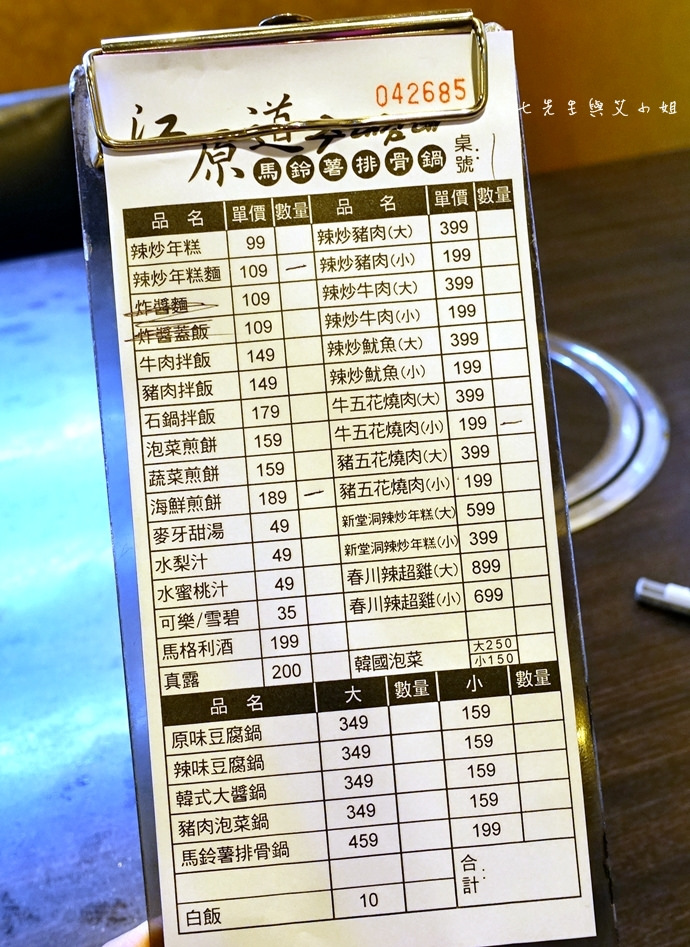 042685
七先生與艾小姐
江原道
馬鈴薯排骨鍋
桌號：
品名 單價 數量 品名 單價 數量
辣炒年糕 99 辣炒豬肉(大) 399
辣炒年糕麵 109 一 辣炒豬肉(小) 199
炸醬麵 109 辣炒牛肉(大) 399
炸醬蓋飯 109 辣炒牛肉(小) 199
牛肉拌飯 149 辣炒魷魚(大) 399
豬肉拌飯 149 辣炒魷魚(小) 199
石鍋拌飯 179 牛五花燒肉(大) 399
泡菜煎餅 159 牛五花燒肉(小) 199 一
蔬菜煎餅 159 豬五花燒肉(大) 399
海鮮煎餅 189 一 豬五花燒肉(小) 199
麥牙甜湯 49 新堂洞辣炒年糕(大) 599
水梨汁 49 新堂洞辣炒年糕(小) 399
水蜜桃汁 49 春川辣超雞(大) 899
可樂/雪碧 35 春川辣超雞(小) 699
馬格利酒 199
真露 200 韓國泡菜 大250 小150
品名 大 數量 小 數量
原味豆腐鍋 349 159
辣味豆腐鍋 349 159
韓式大醬鍋 349 159
豬肉泡菜鍋 349 159
馬鈴薯排骨鍋 459 199
合計：
白飯 10